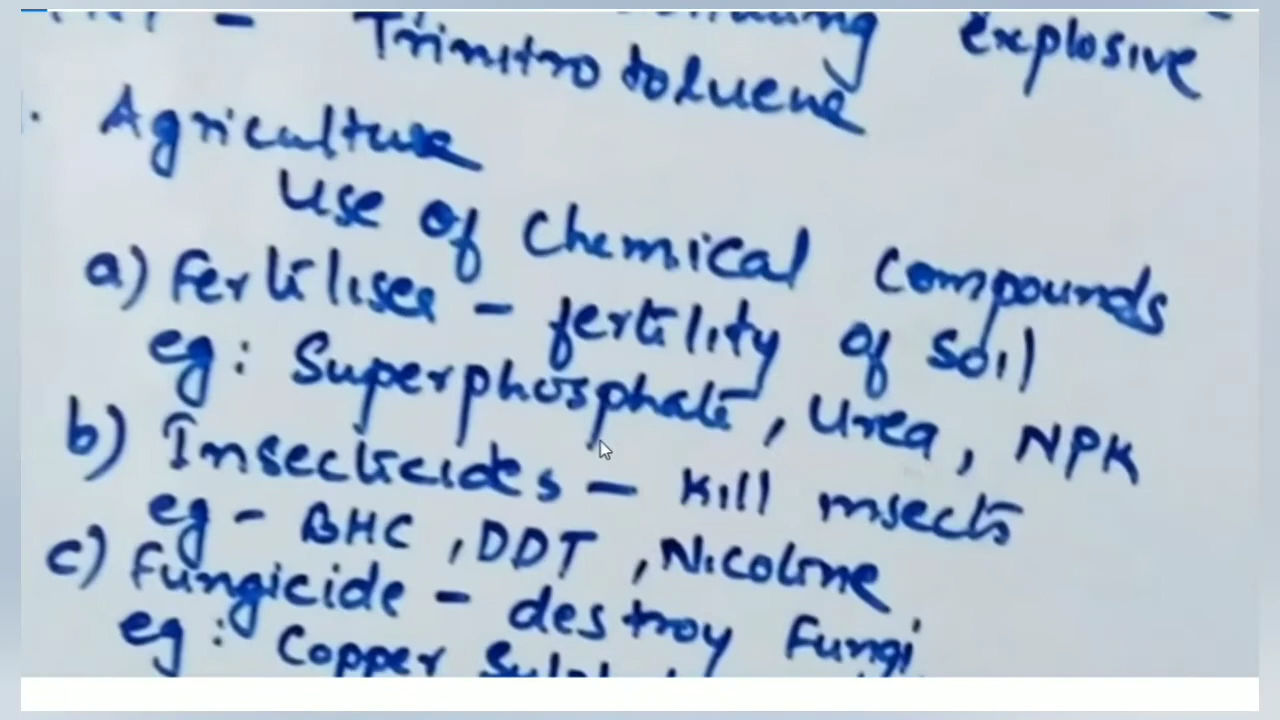 explosive
- Trinitro toluene
Agriculture
Use of Chemical Compounds
a) Fertiliser - fertility of Soil
eg: Superphosphate, Urea, NPK
b) Insecticides - Kill insects
eg - BHC, DDT, Nicotine
c) Fungicide - destroy Fungi
eg: Copper